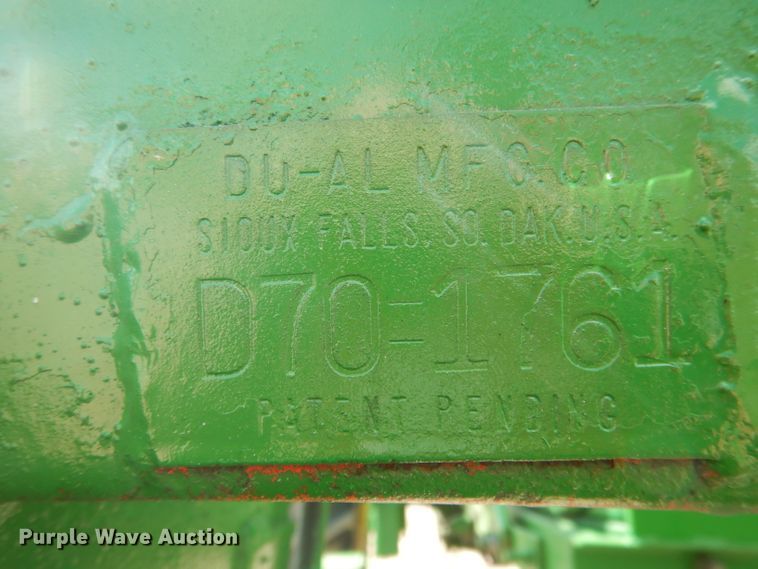 DU-AL MFG. CO
SIOUX FALLS, SO. DAK. U.S.A.
D70-1761
PATENT PENDING
Purple Wave Auction